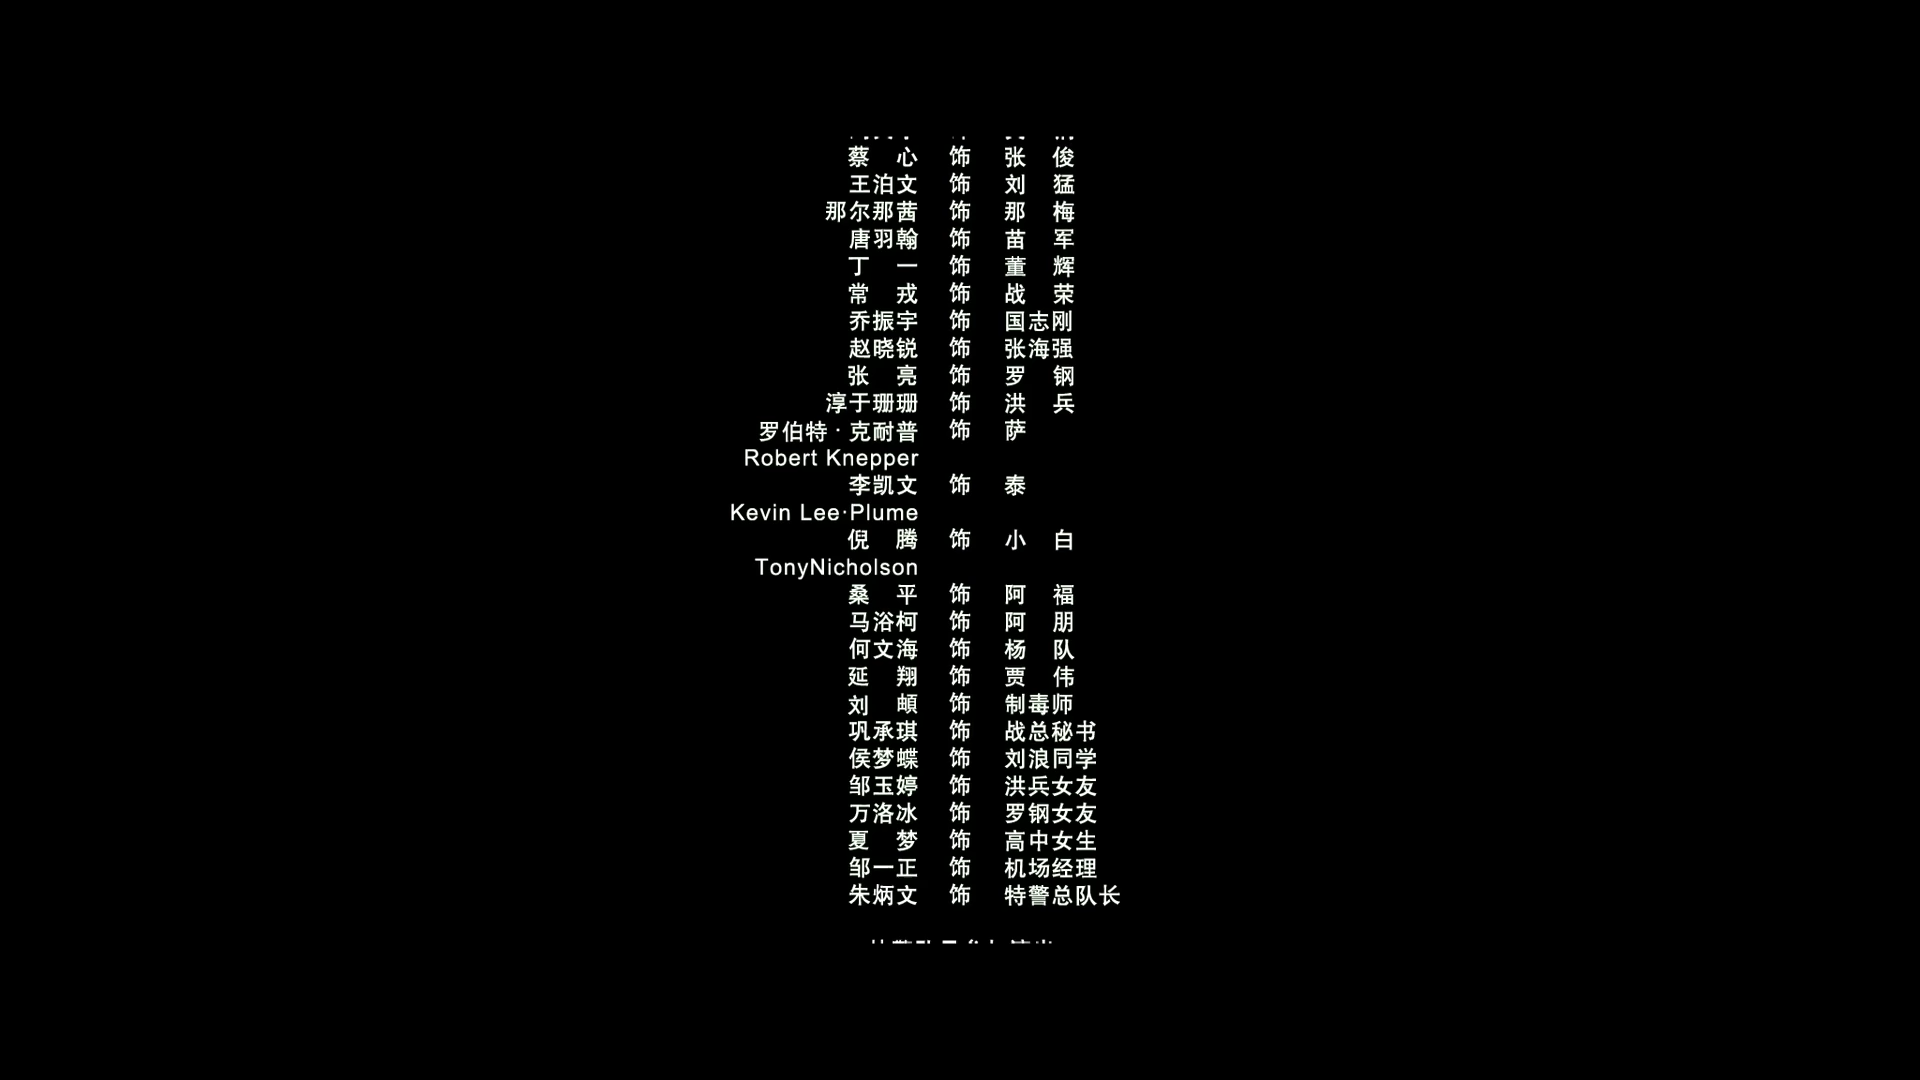 蔡 心 饰 张 俊
王泊文 饰 刘 猛
那尔那茜 饰 那 梅
唐羽翰 饰 苗 军
丁 一 饰 董 辉
常 戎 饰 战 荣
乔振宇 饰 国志刚
赵晓锐 饰 张海强
张 亮 饰 罗 钢
淳于珊珊 饰 洪 兵
罗伯特·克耐普 饰 萨
Robert Knepper
李凯文 饰 泰
Kevin Lee·Plume
倪 腾 饰 小 白
TonyNicholson
桑 平 饰 阿 福
马浴柯 饰 阿 朋
何文海 饰 杨 队
延 翔 饰 贾 伟
刘 頔 饰 制毒师
巩承琪 饰 战总秘书
侯梦蝶 饰 刘浪同学
邹玉婷 饰 洪兵女友
万洛冰 饰 罗钢女友
夏 梦 饰 高中女生
邹一正 饰 机场经理
朱炳文 饰 特警总队长